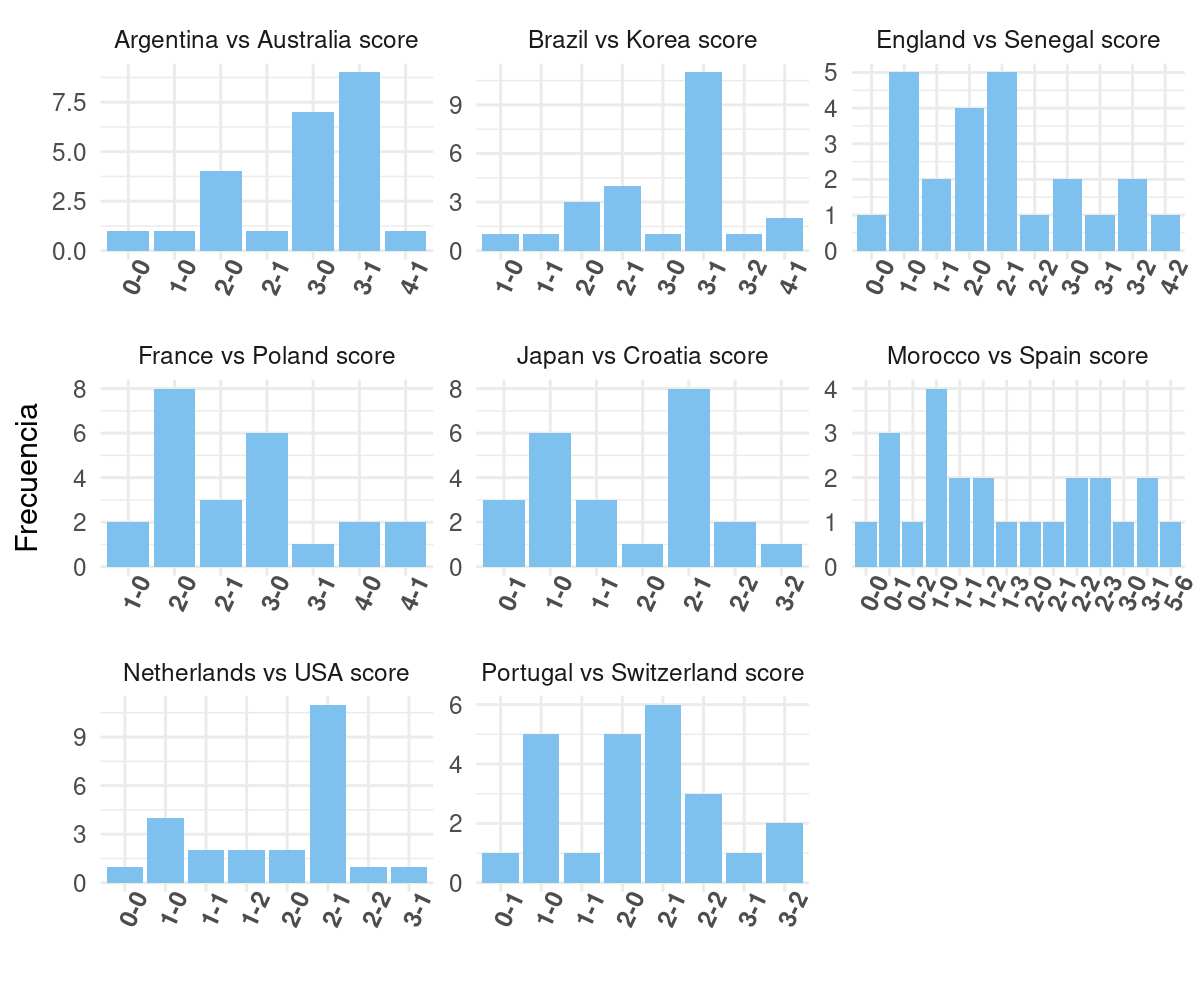 Argentina vs Australia score
7.5
5.0
2.5
0.0
0-0 1-0 2-0 2-1 3-0 3-1 4-1
Brazil vs Korea score
9
6
3
0
1-0 1-1 2-0 2-1 3-0 3-1 3-2 4-1
England vs Senegal score
5
4
3
2
1
0
0-0 1-0 1-1 2-0 2-1 2-2 3-0 3-1 3-2 4-2
Frecuencia
France vs Poland score
8
6
4
2
0
1-0 2-0 2-1 3-0 3-1 4-0 4-1
Japan vs Croatia score
8
6
4
2
0
0-1 1-0 1-1 2-0 2-1 2-2 3-2
Morocco vs Spain score
4
3
2
1
0
0-0 0-1 0-2 1-0 1-1 1-2 1-3 2-0 2-1 2-2 2-3 3-0 3-1 5-6
Netherlands vs USA score
9
6
3
0
0-0 1-0 1-1 1-2 2-0 2-1 2-2 3-1
Portugal vs Switzerland score
6
4
2
0
0-1 1-0 1-1 2-0 2-1 2-2 3-1 3-2